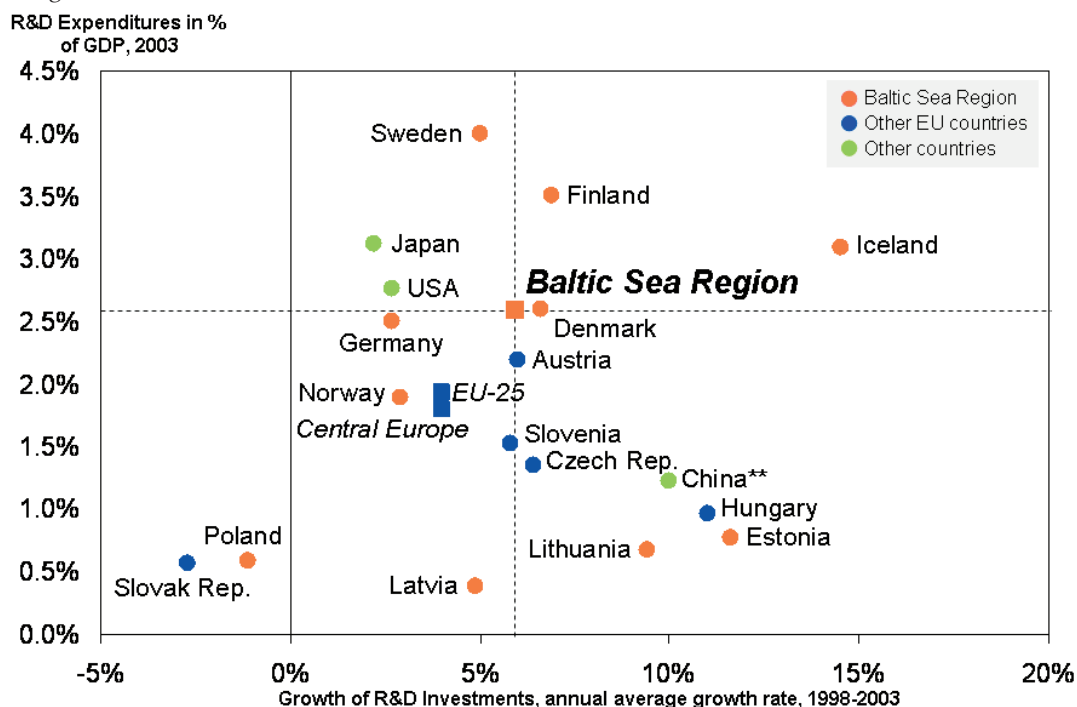 R&D Expenditures in %
of GDP, 2003
4.5%
Baltic Sea Region
Other EU countries
Other countries
4.0%
Sweden
3.5%
Finland
Japan
Iceland
3.0%
USA
Baltic Sea Region
2.5%
Denmark
Germany
Austria
2.0%
Norway
EU-25
Central Europe
Slovenia
1.5%
Czech Rep.
China**
1.0%
Hungary
Estonia
Lithuania
Poland
0.5%
Slovak Rep.
Latvia
0.0%
-5%
0%
5%
10%
15%
20%
Growth of R&D Investments, annual average growth rate, 1998-2003